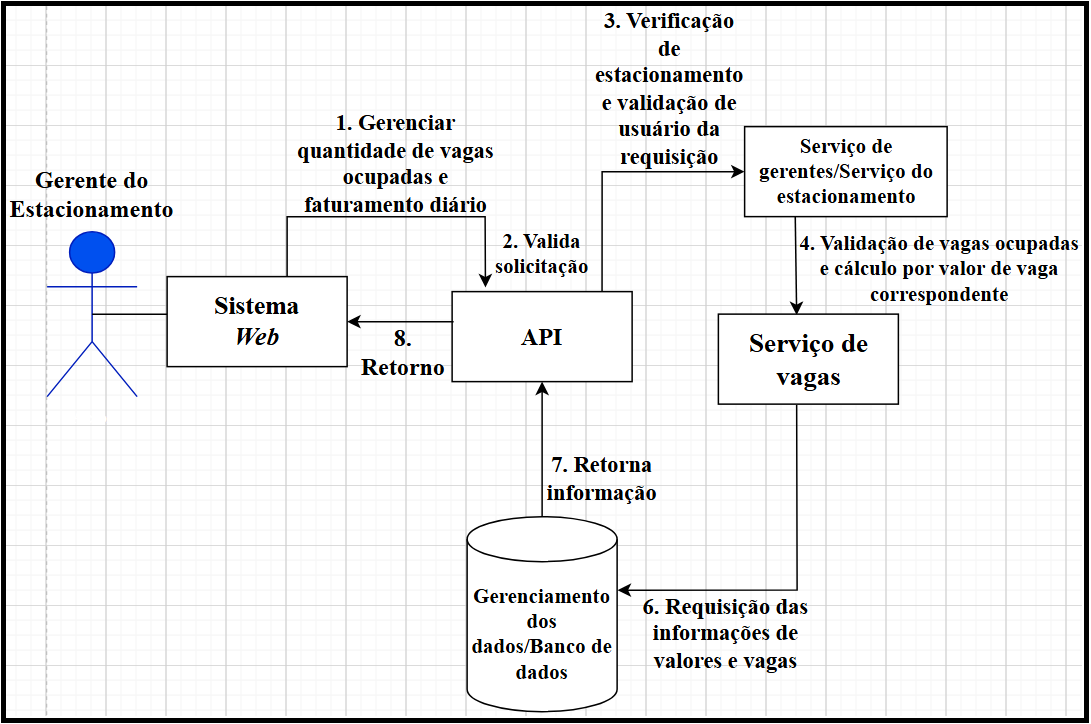 Gerente do
Estacionamento
1. Gerenciar
quantidade de vagas
ocupadas e
faturamento diário
Sistema
Web
2. Valida
solicitação
API
3. Verificação
de
estacionamento
e validação de
usuário da
requisição
Serviço de
gerentes/Serviço do
estacionamento
4. Validação de vagas ocupadas
e cálculo por valor de vaga
correspondente
Serviço de
vagas
6. Requisição das
informações de
valores e vagas
Gerenciamento
dos
dados/Banco de
dados
7. Retorna
informação
8.
Retorno